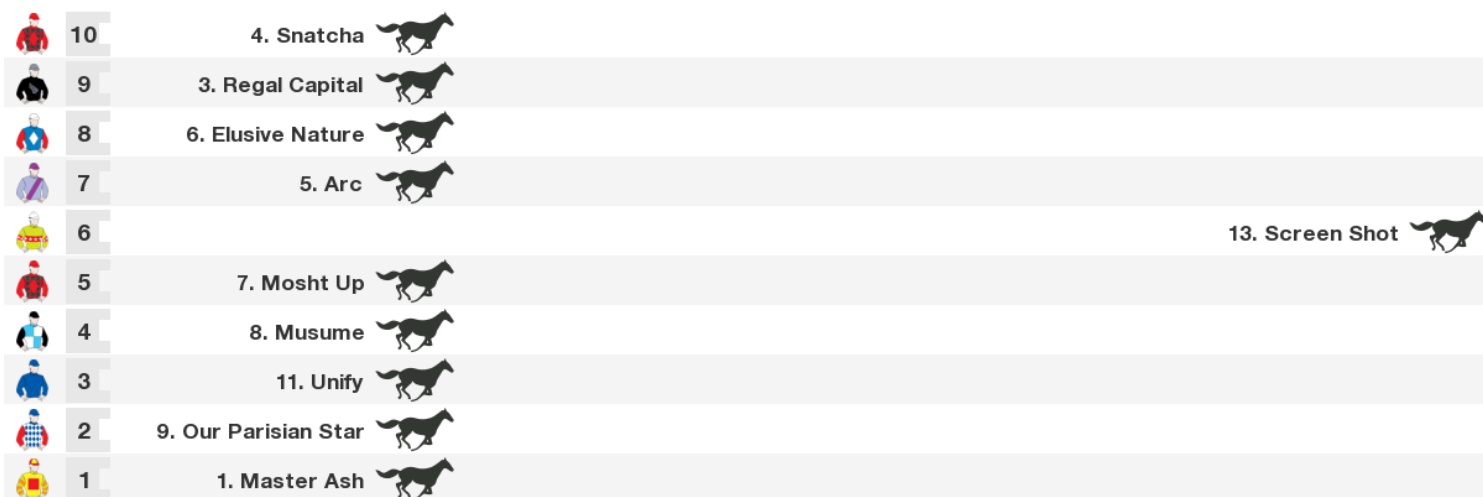 10 4. Snatcha
9 3. Regal Capital
8 6. Elusive Nature
7 5. Arc
6 13. Screen Shot
5 7. Mosht Up
4 8. Musume
3 11. Unify
2 9. Our Parisian Star
1 1. Master Ash